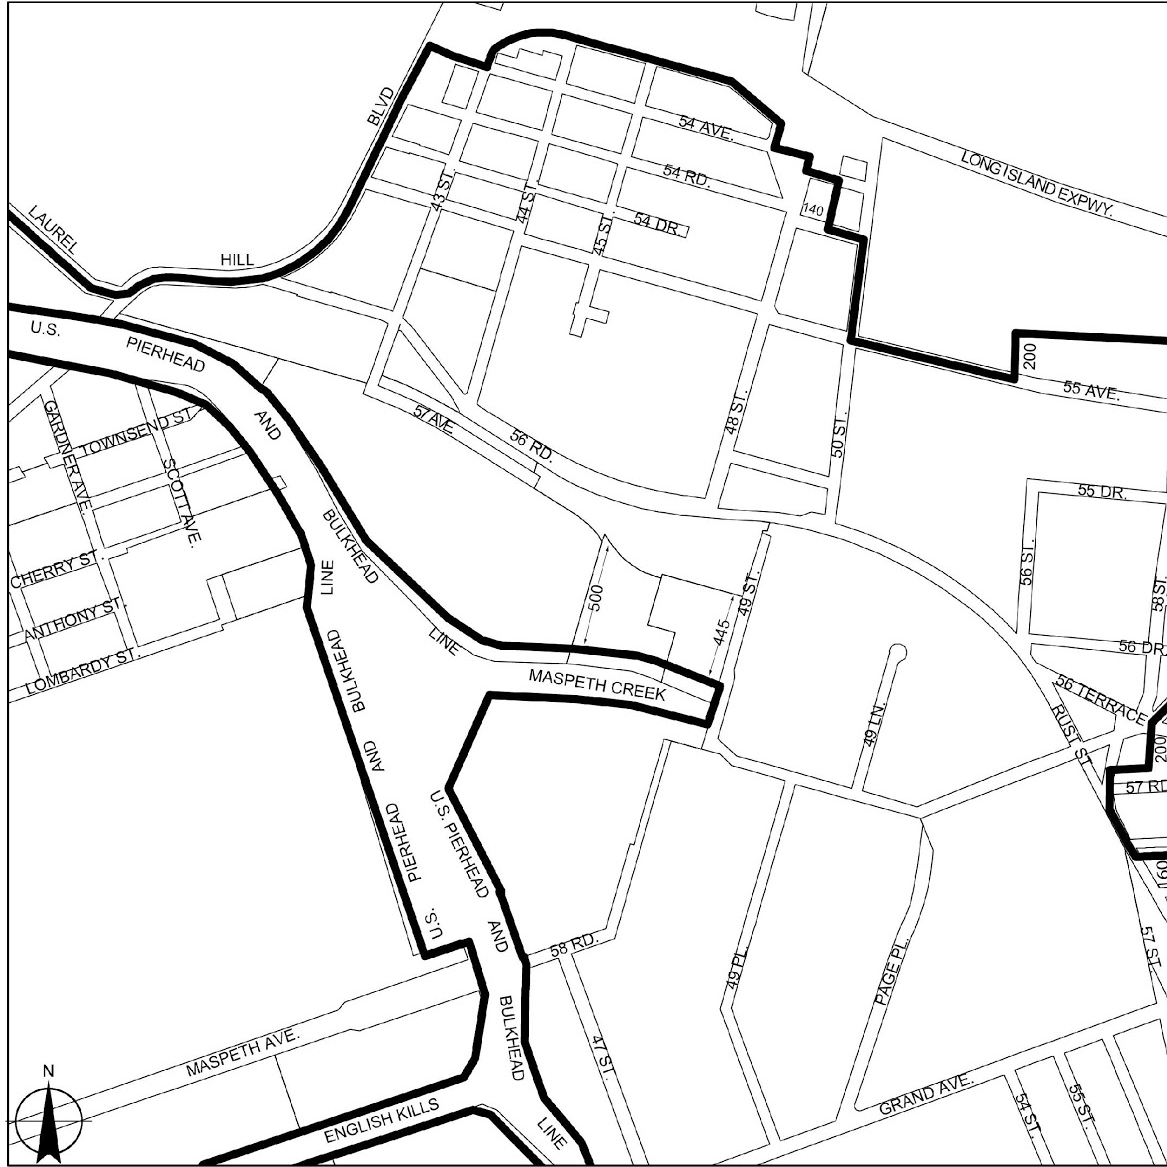 BLVD
LONG ISLAND EXPWY.
54 AVE.
54 RD.
43 ST.
44 ST.
140
45 ST.
54 DR.
LAUREL
HILL
U.S.
PIERHEAD
AND
BULKHEAD
LINE
200
55 AVE.
48 ST.
50 ST.
57 AVE
56 RD.
GARDNER AVE.
TOWNSEND ST.
SCOTT AVE.
CHERRY ST.
ANTHONY ST.
LOMBARDY ST.
55 DR.
56 ST.
58 ST.
56 DR.
56 TERRACE
RUST ST
500
445
49 ST.
MASPETH CREEK
49 LN.
200
57 RD
160
57 ST
LINE
BULKHEAD
AND
PIERHEAD
U.S.
U.S. PIERHEAD
AND
BULKHEAD
LINE
58 RD.
47 ST.
49 PL.
PAGE PL.
MASPETH AVE.
ENGLISH KILLS
GRAND AVE.
54 ST.
55 ST.
N